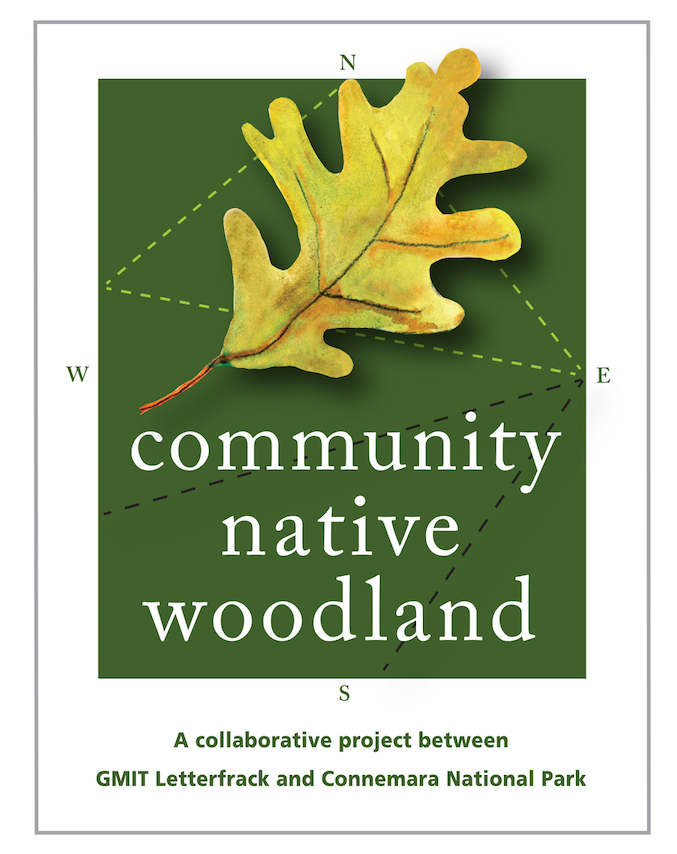 N
W
E
community
native
woodland
S
A collaborative project between
GMIT Letterfrack and Connemara National Park